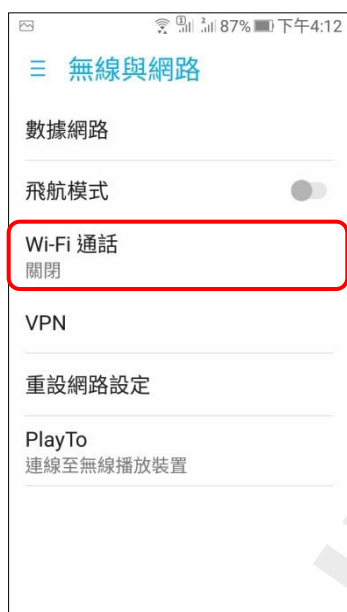 1 2 87% 下午4:12
無線與網路
數據網路
飛航模式
Wi-Fi 通話
關閉
VPN
重設網路設定
PlayTo
連線至無線播放裝置